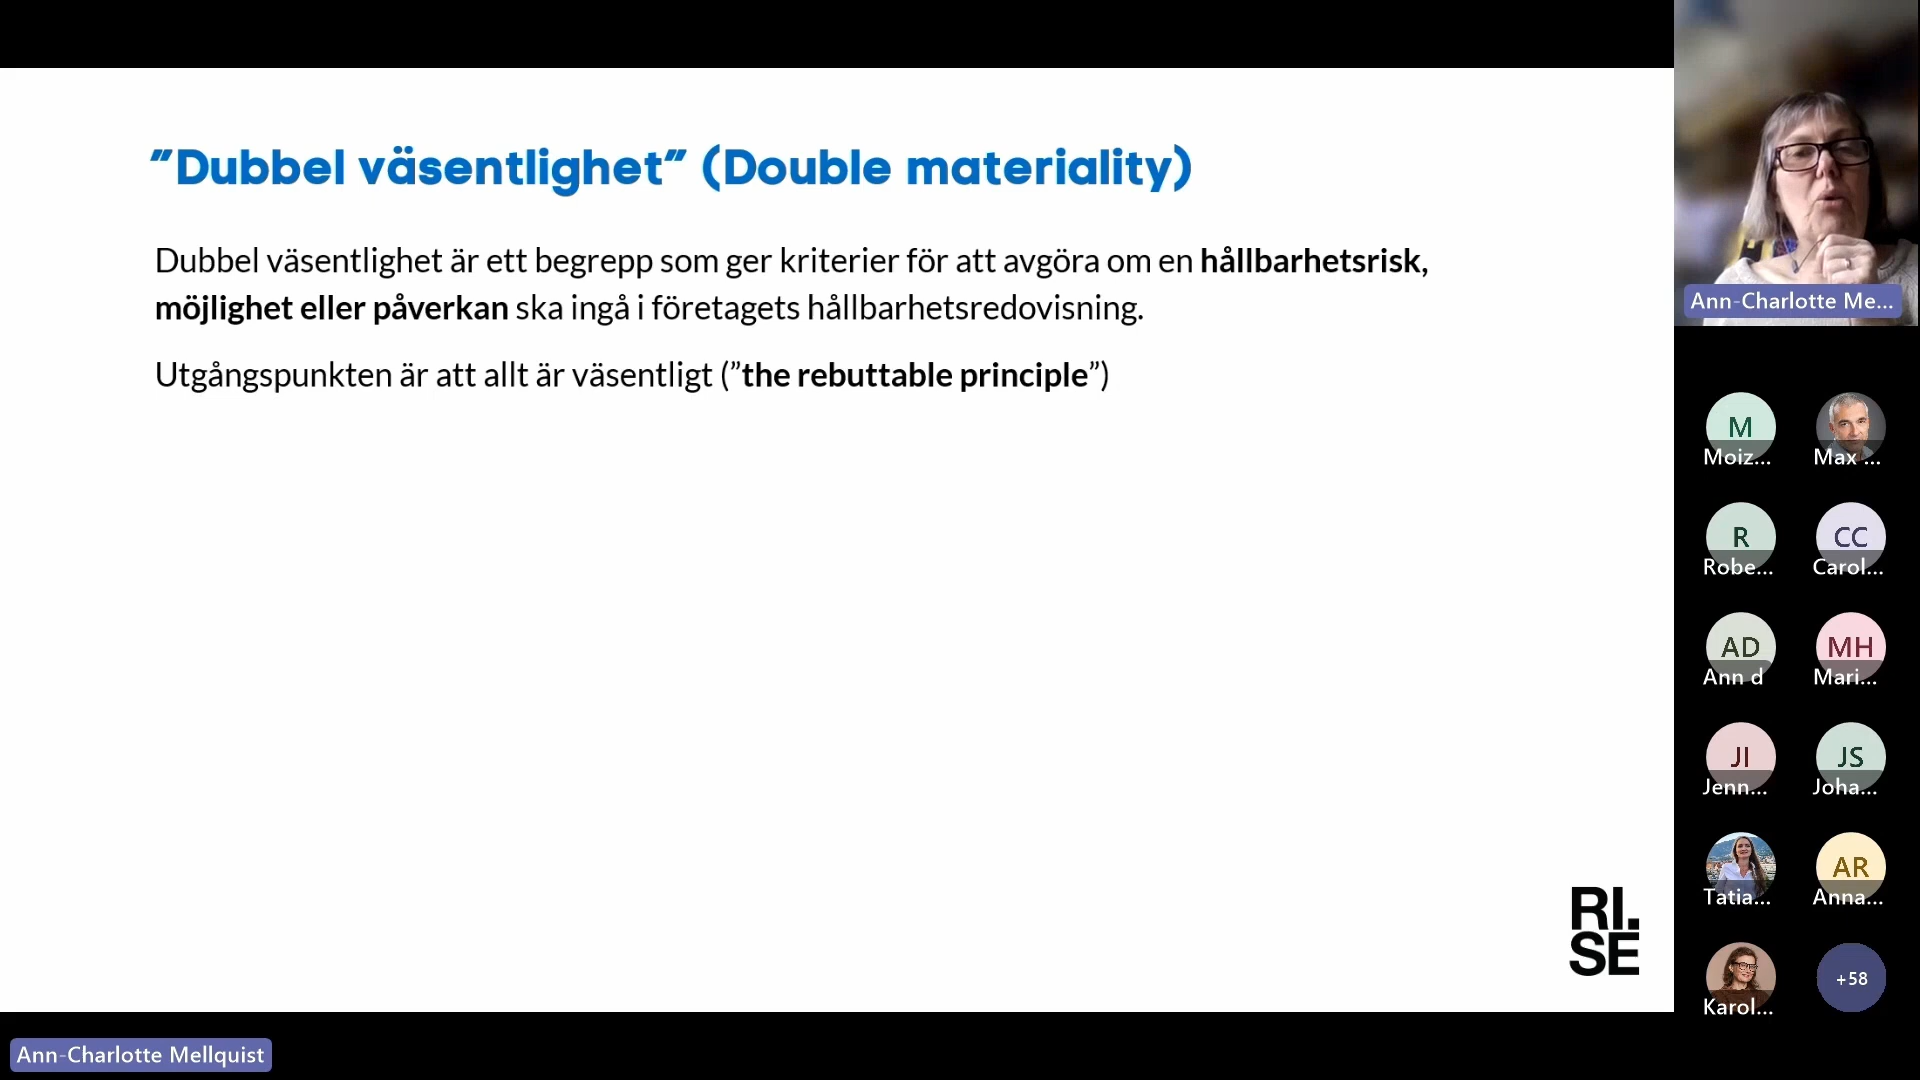 ”Dubbel väsentlighet” (Double materiality)
Dubbel väsentlighet är ett begrepp som ger kriterier för att avgöra om en hållbarhetsrisk,
möjlighet eller påverkan ska ingå i företagets hållbarhetsredovisning.
Utgångspunkten är att allt är väsentligt (”the rebuttable principle”)
RI.
SE
Ann-Charlotte Me...
M
Moiz...
Max ...
R
Robe...
CC
Carol...
AD
Ann d
MH
Mari...
JI
Jenn...
JS
Joha...
Tatia...
AR
Anna...
Karol...
+58
Ann-Charlotte Mellquist